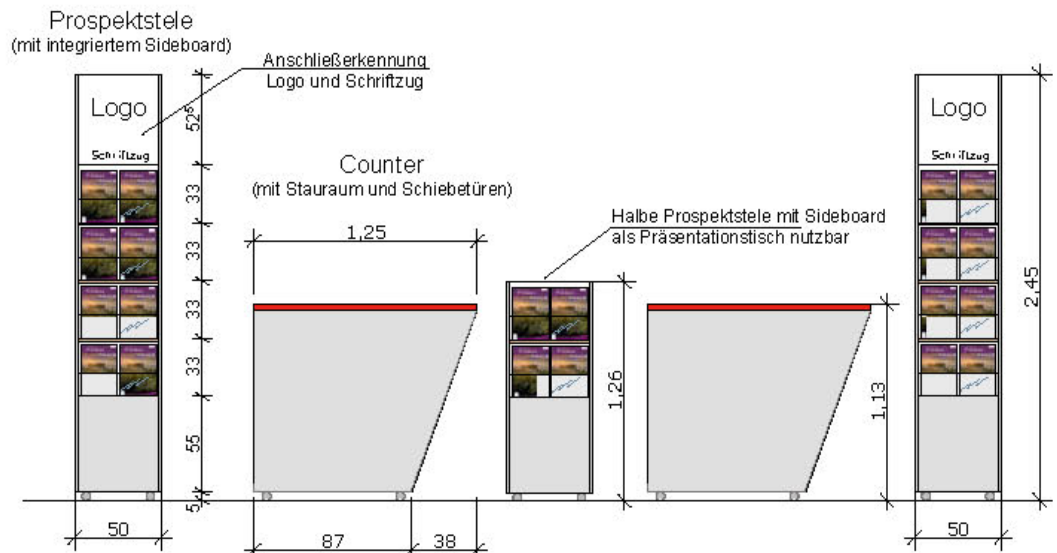 Prospektstele
(mit integriertem Sideboard)
Anschließerkennung
Logo und Schriftzug
Logo
Schriftzug
52⁵
33
33
33
33
55
5
50
Counter
(mit Stauraum und Schiebetüren)
1,25
87
38
Halbe Prospektstele mit Sideboard
als Präsentationstisch nutzbar
1,26
1,13
Logo
Schriftzug
2,45
50